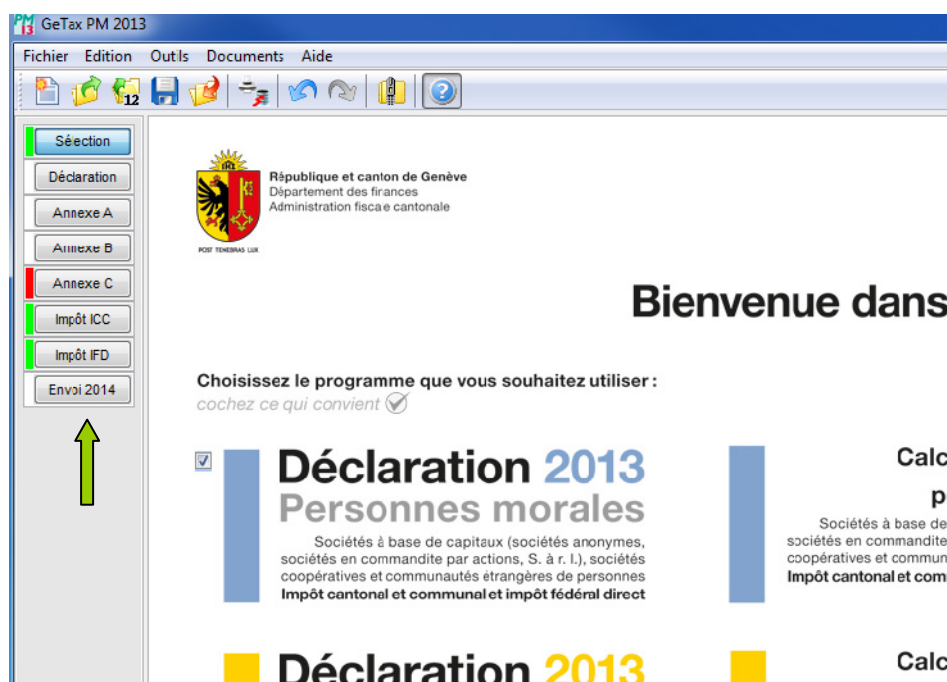 PM 13 GeTax PM 2013
Fichier Edition Outils Documents Aide
12
Sélection
Déclaration
Annexe A
Annexe B
Annexe C
Impôt ICC
Impôt IFD
Envoi 2014
République et canton de Genève
Département des finances
Administration fiscale cantonale
POST TENEBRAS LUX
Bienvenue dans
Choisissez le programme que vous souhaitez utiliser :
cochez ce qui convient
Déclaration 2013
Personnes morales
Sociétés à base de capitaux (sociétés anonymes,
sociétés en commandite par actions, S. à r. l.), sociétés
coopératives et communautés étrangères de personnes
Impôt cantonal et communal et impôt fédéral direct
Calc
p
Sociétés à base de
sociétés en commandite
coopératives et commun
Impôt cantonal et com
Déclaration 2013
Calc